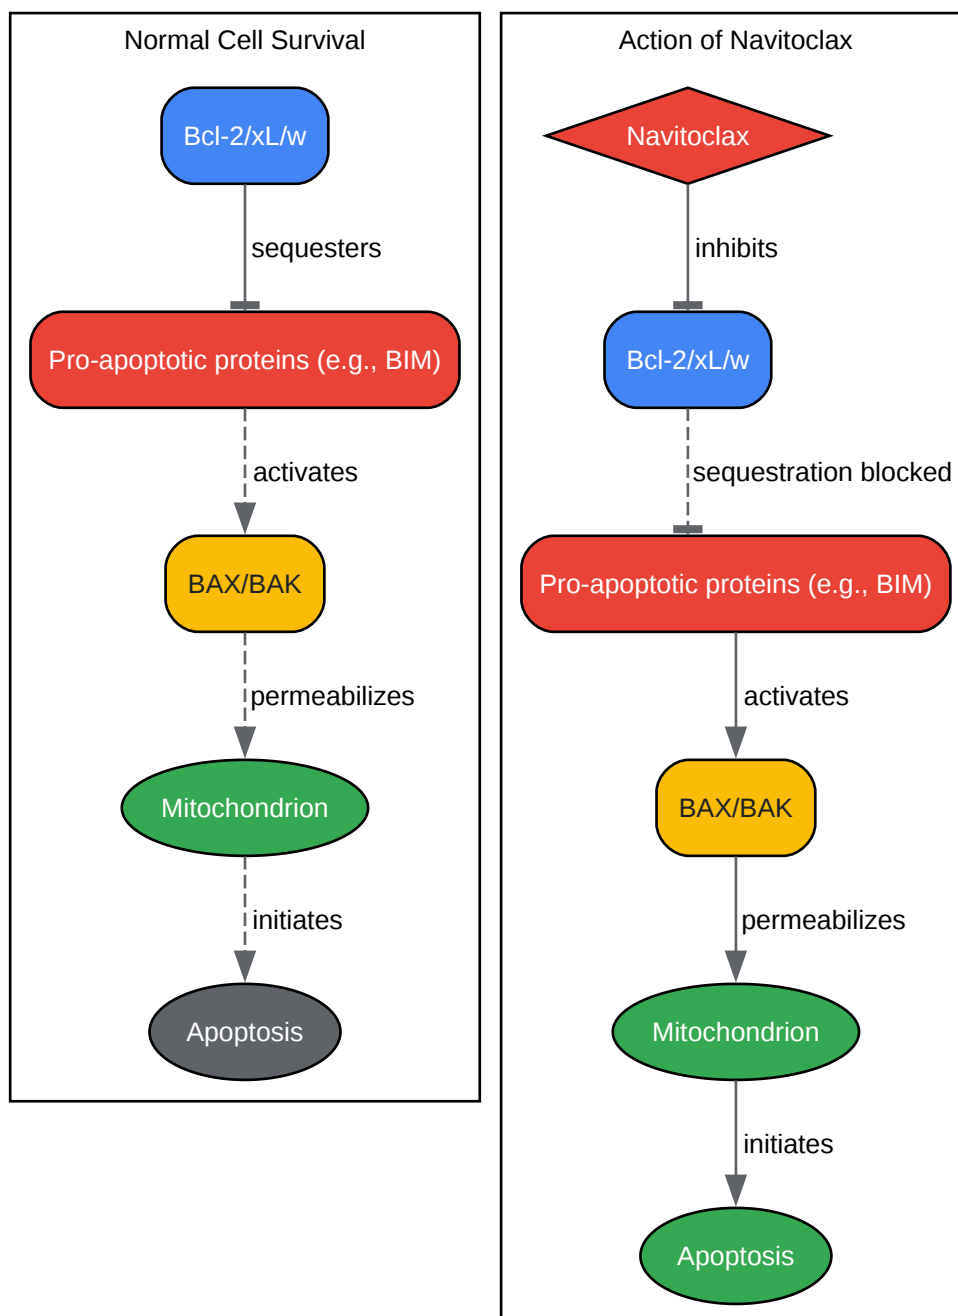 Normal Cell Survival
Bcl-2/xL/w
sequesters
Pro-apoptotic proteins (e.g., BIM)
activates
BAX/BAK
permeabilizes
Mitochondrion
initiates
Apoptosis
Action of Navitoclax
Navitoclax
inhibits
Bcl-2/xL/w
sequestration blocked
Pro-apoptotic proteins (e.g., BIM)
activates
BAX/BAK
permeabilizes
Mitochondrion
initiates
Apoptosis